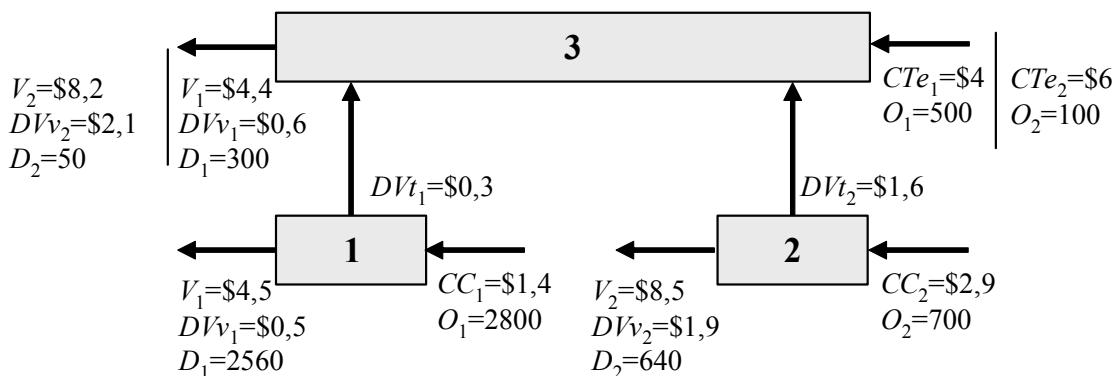 3
V₂=$8,2
DVv₂=$2,1
D₂=50
V₁=$4,4
DVv₁=$0,6
D₁=300
CTe₁=$4
O₁=500
CTe₂=$6
O₂=100
DVt₁=$0,3
DVt₂=$1,6
1
2
V₁=$4,5
DVv₁=$0,5
D₁=2560
CC₁=$1,4
O₁=2800
V₂=$8,5
DVv₂=$1,9
D₂=640
CC₂=$2,9
O₂=700